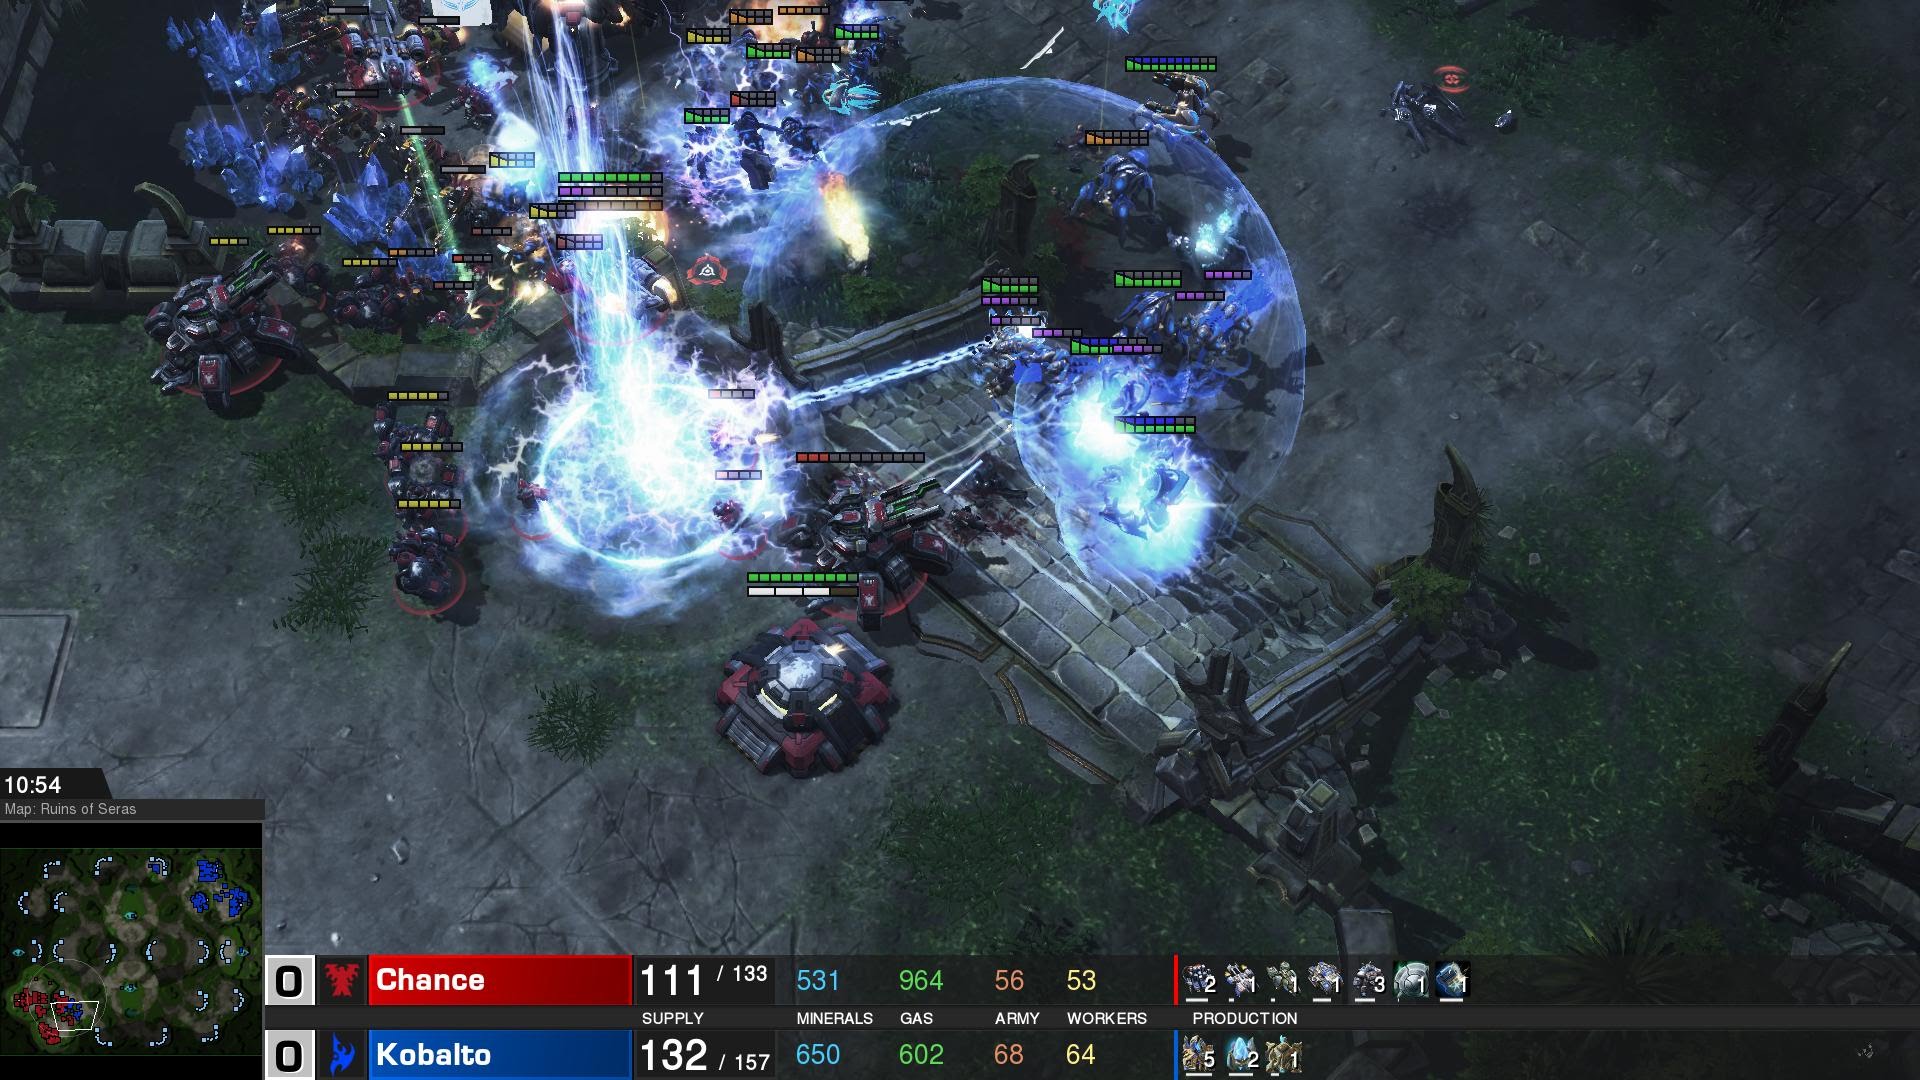 10:54
Map: Ruins of Seras
0 Chance 111 / 133 531 964 56 53 2 1 1 1 3 1 1
SUPPLY MINERALS GAS ARMY WORKERS PRODUCTION
0 Kobalto 132 / 157 650 602 68 64 5 2 1